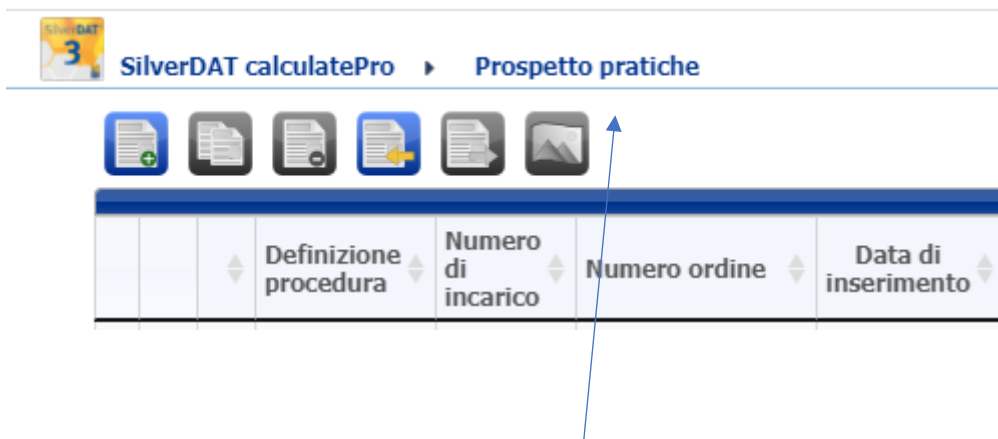 SilverDAT
3
SilverDAT calculatePro ▸ Prospetto pratiche
Definizione procedura
Numero di incarico
Numero ordine
Data di inserimento